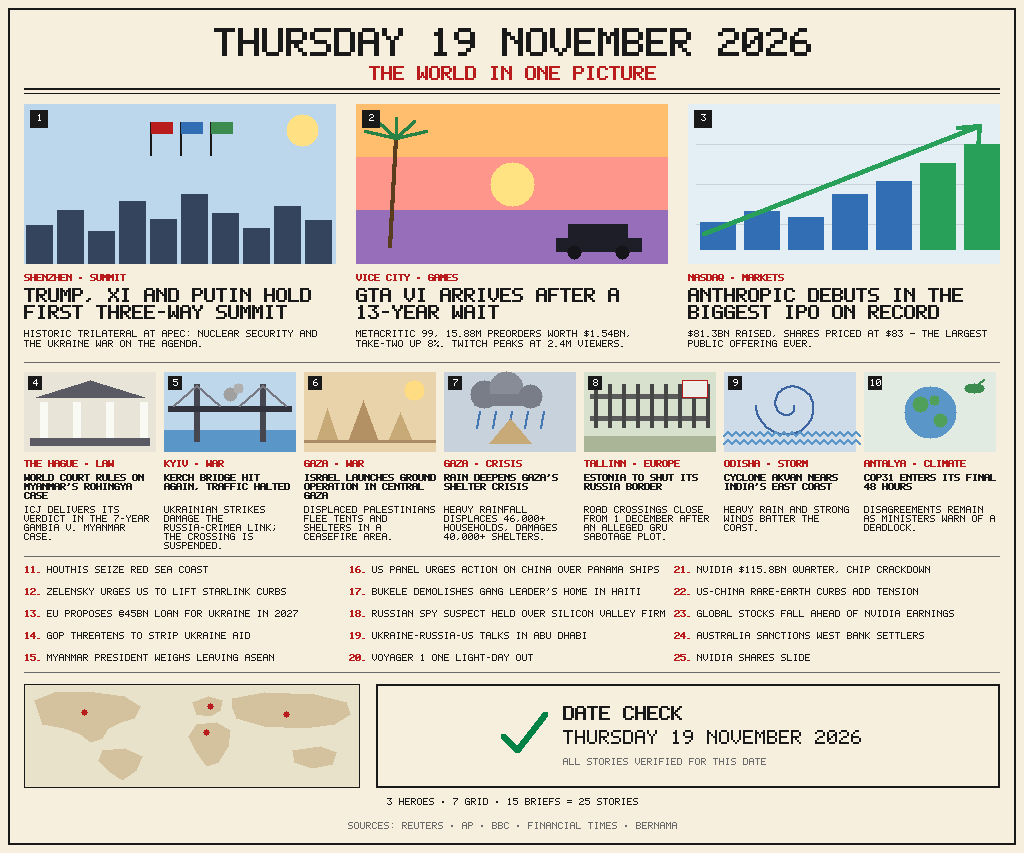 THURSDAY 19 NOVEMBER 2026
THE WORLD IN ONE PICTURE
1
SHENZHEN · SUMMIT
TRUMP, XI AND PUTIN HOLD
FIRST THREE-WAY SUMMIT
HISTORIC TRILATERAL AT APEC: NUCLEAR SECURITY AND
THE UKRAINE WAR ON THE AGENDA.
2
VICE CITY · GAMES
GTA VI ARRIVES AFTER A
13-YEAR WAIT
METACRITIC 99, 15.88M PREORDERS WORTH $1.54BN,
TAKE-TWO UP 8%. TWITCH PEAKS AT 2.4M VIEWERS.
3
NASDAQ · MARKETS
ANTHROPIC DEBUTS IN THE
BIGGEST IPO ON RECORD
$81.3BN RAISED, SHARES PRICED AT $83 — THE LARGEST
PUBLIC OFFERING EVER.
4
THE HAGUE · LAW
WORLD COURT RULES ON
MYANMAR'S ROHINGYA
CASE
ICJ DELIVERS ITS
VERDICT IN THE 7-YEAR
GAMBIA V. MYANMAR
CASE.
5
KYIV · WAR
KERCH BRIDGE HIT
AGAIN, TRAFFIC HALTED
UKRAINIAN STRIKES
DAMAGE THE
RUSSIA-CRIMEA LINK;
THE CROSSING IS
SUSPENDED.
6
GAZA · WAR
ISRAEL LAUNCHES GROUND
OPERATION IN CENTRAL
GAZA
DISPLACED PALESTINIANS
FLEE TENTS AND
SHELTERS IN A
CEASEFIRE AREA.
7
GAZA · CRISIS
RAIN DEEPENS GAZA'S
SHELTER CRISIS
HEAVY RAINFALL
DISPLACES 46,000+
HOUSEHOLDS, DAMAGES
40,000+ SHELTERS.
8
TALLINN · EUROPE
ESTONIA TO SHUT ITS
RUSSIA BORDER
ROAD CROSSINGS CLOSE
FROM 1 DECEMBER AFTER
AN ALLEGED GRU
SABOTAGE PLOT.
9
ODISHA · STORM
CYCLONE ARVAN NEARS
INDIA'S EAST COAST
HEAVY RAIN AND STRONG
WINDS BATTER THE
COAST.
10
ANTALYA · CLIMATE
COP31 ENTERS ITS FINAL
48 HOURS
DISAGREEMENTS REMAIN
AS MINISTERS WARN OF A
DEADLOCK.
11. HOUTHIS SEIZE RED SEA COAST
12. ZELENSKY URGES US TO LIFT STARLINK CURBS
13. EU PROPOSES €45BN LOAN FOR UKRAINE IN 2027
14. GOP THREATENS TO STRIP UKRAINE AID
15. MYANMAR PRESIDENT WEIGHS LEAVING ASEAN
16. US PANEL URGES ACTION ON CHINA OVER PANAMA SHIPS
17. BUKELE DEMOLISHES GANG LEADER'S HOME IN HAITI
18. RUSSIAN SPY SUSPECT HELD OVER SILICON VALLEY FIRM
19. UKRAINE-RUSSIA-US TALKS IN ABU DHABI
20. VOYAGER 1 ONE LIGHT-DAY OUT
21. NVIDIA $115.8BN QUARTER, CHIP CRACKDOWN
22. US-CHINA RARE-EARTH CURBS ADD TENSION
23. GLOBAL STOCKS FALL AHEAD OF NVIDIA EARNINGS
24. AUSTRALIA SANCTIONS WEST BANK SETTLERS
25. NVIDIA SHARES SLIDE
DATE CHECK
THURSDAY 19 NOVEMBER 2026
ALL STORIES VERIFIED FOR THIS DATE
3 HEROES · 7 GRID · 15 BRIEFS = 25 STORIES
SOURCES: REUTERS · AP · BBC · FINANCIAL TIMES · BERNAMA